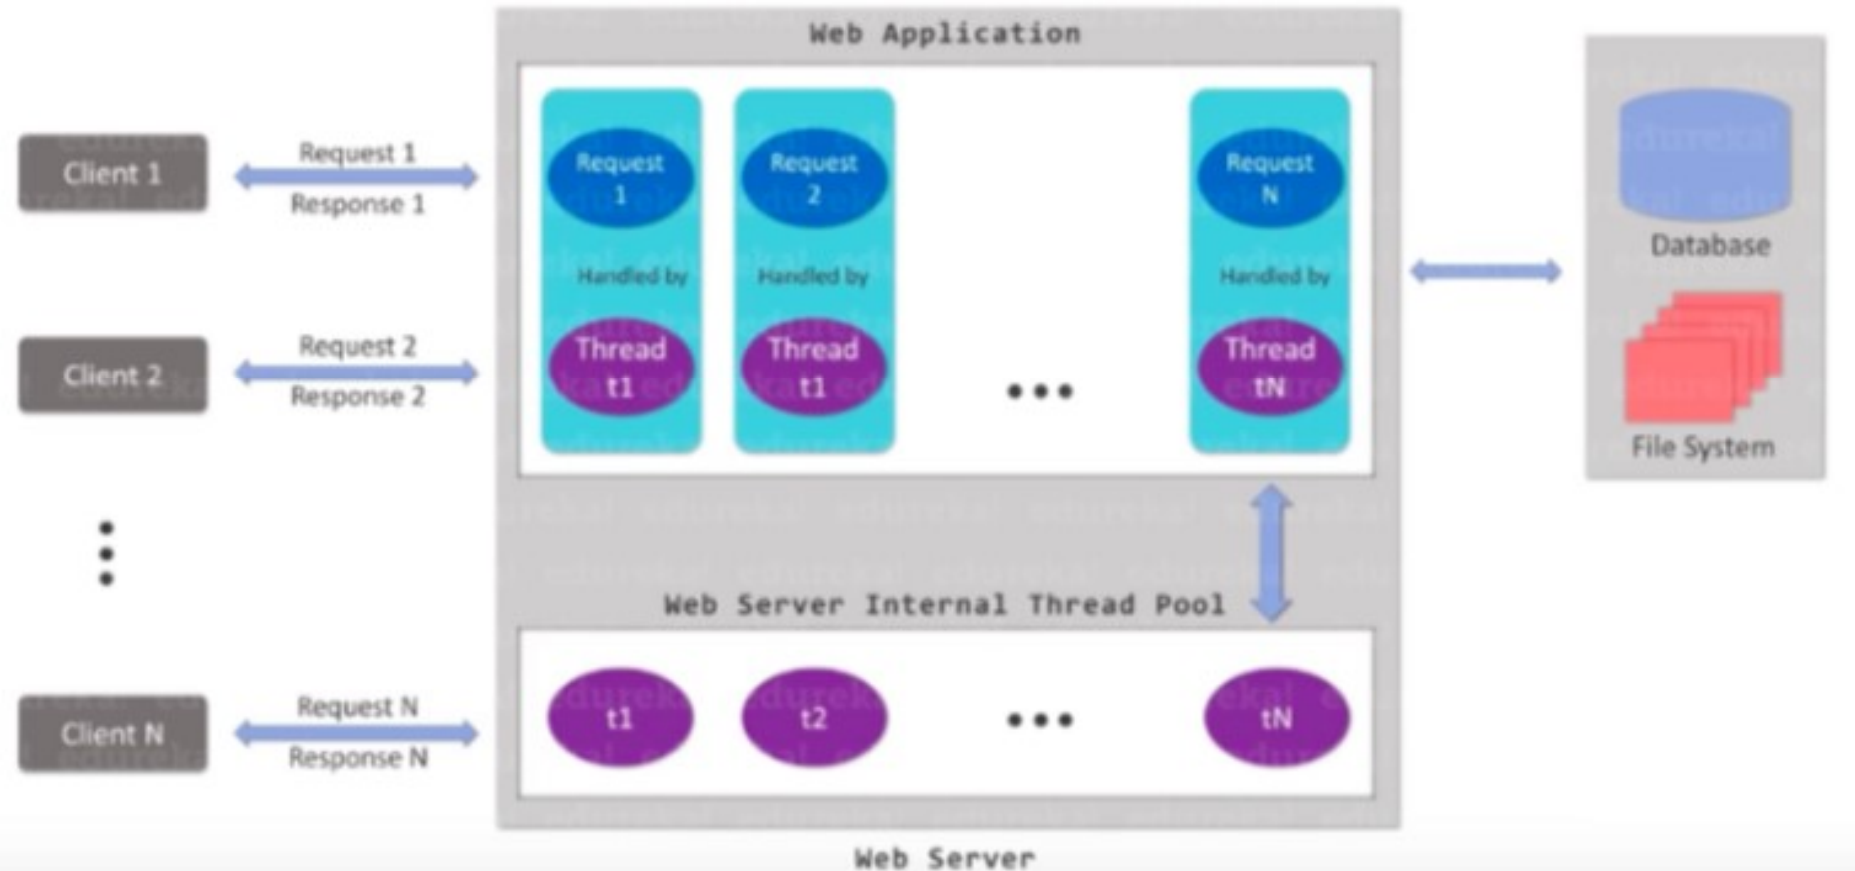 Web Application
Client 1
Request 1
Response 1
Request
1
Handled by
Thread
t1
Request
2
Handled by
Thread
t1
Request
N
Handled by
Thread
tN
Database
File System
Client 2
Request 2
Response 2
Web Server Internal Thread Pool
Client N
Request N
Response N
t1
t2
tN
Web Server